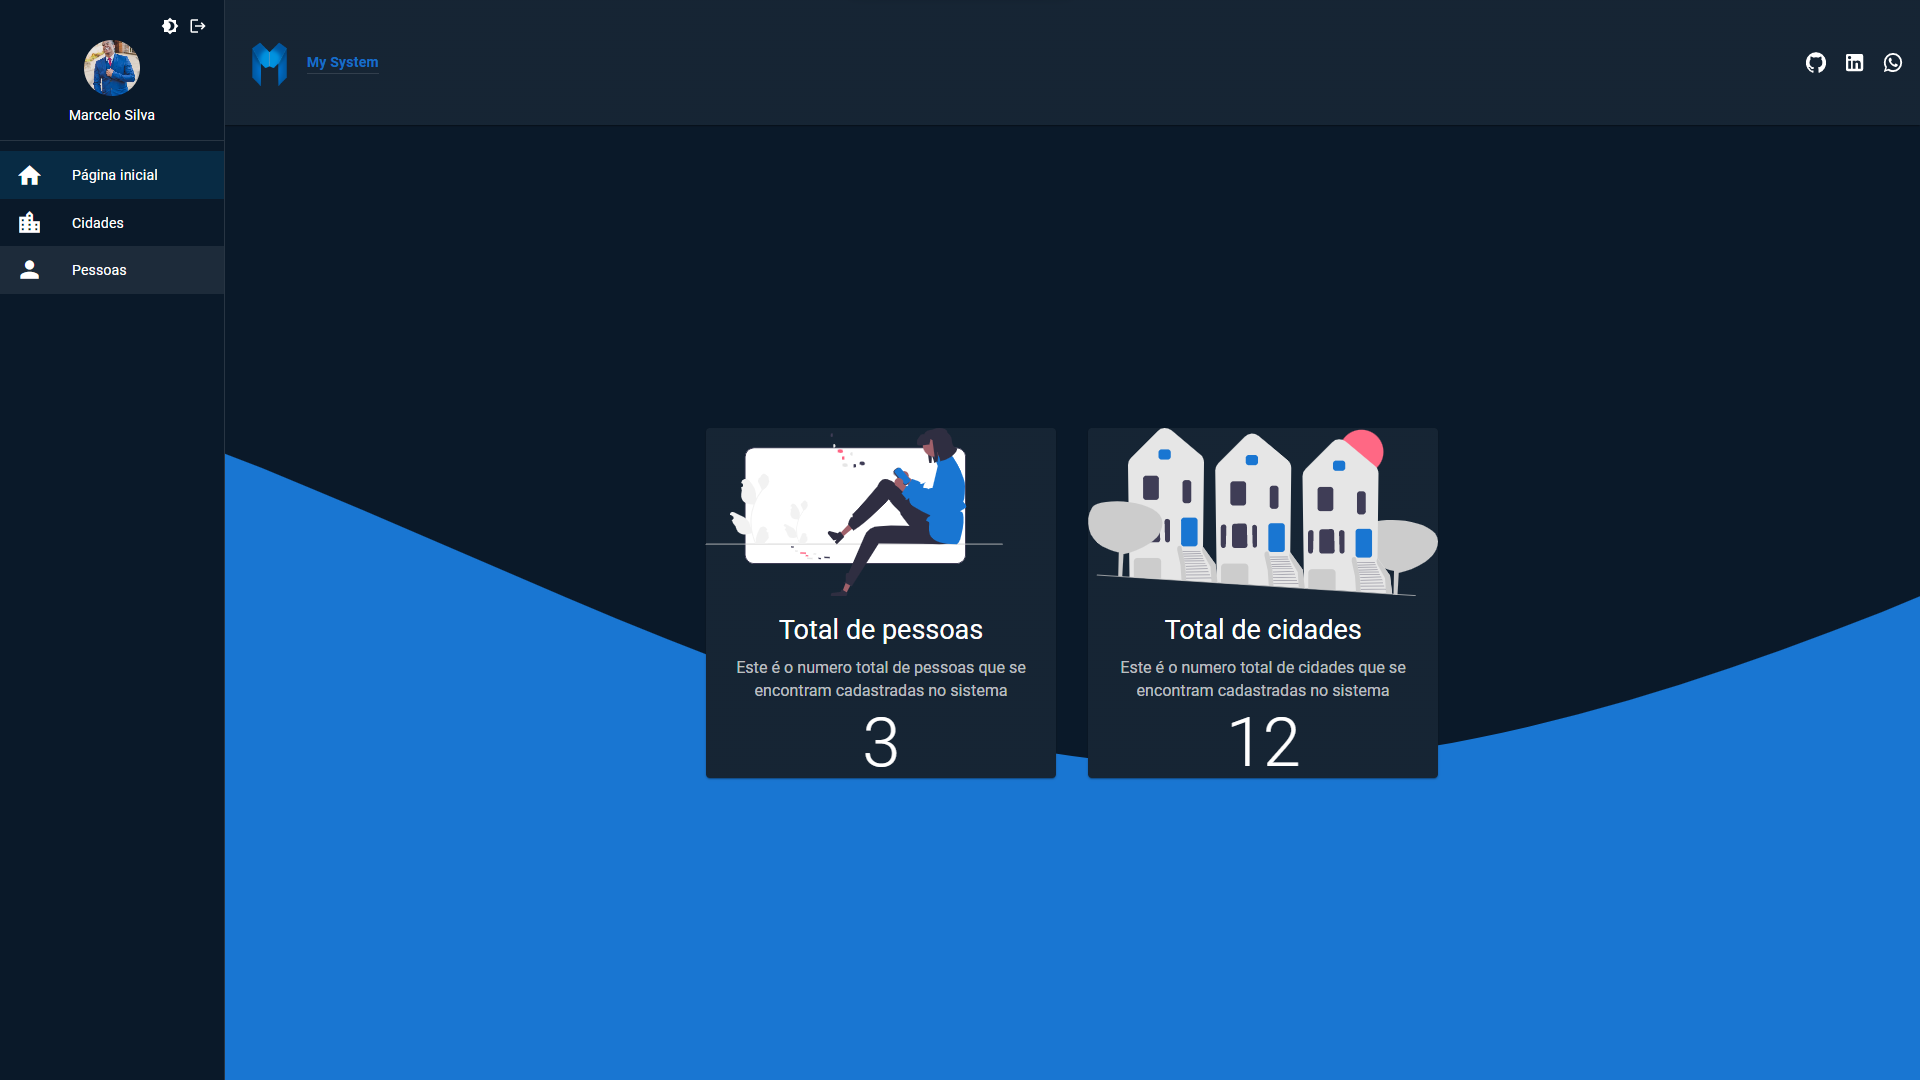 Marcelo Silva
Página inicial
Cidades
Pessoas
My System
Total de pessoas
Este é o numero total de pessoas que se
encontram cadastradas no sistema
3
Total de cidades
Este é o numero total de cidades que se
encontram cadastradas no sistema
12